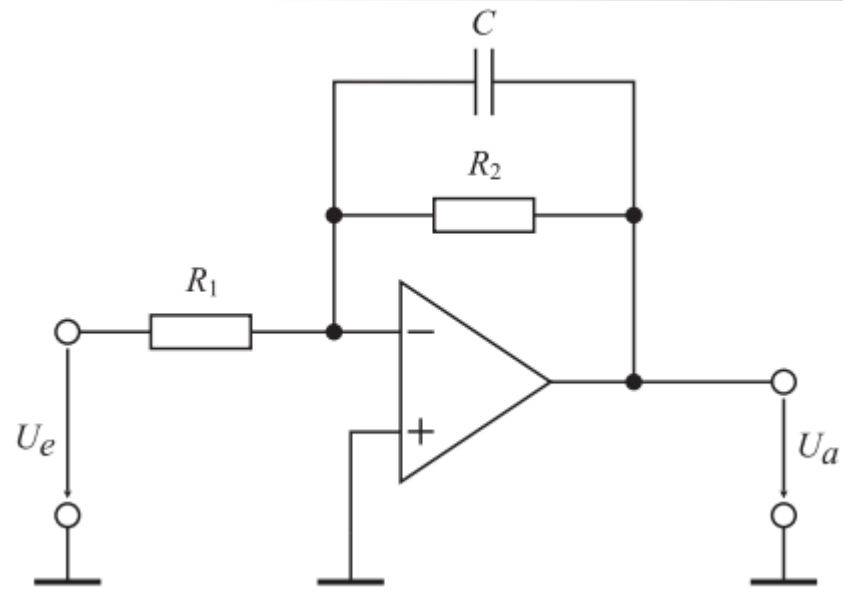 C
R₂
R₁
−
+
Uₑ
Uₐ